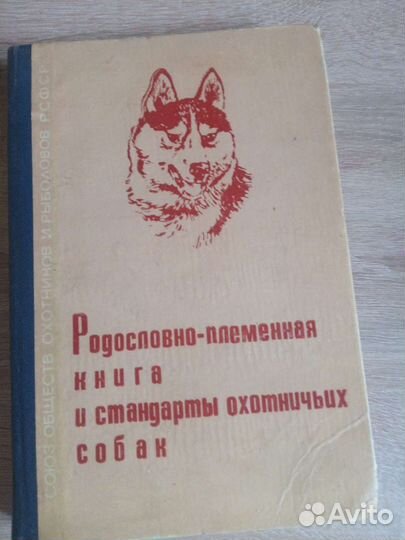 СОЮЗ ОБЩЕСТВ ОХОТНИКОВ И РЫБОЛОВОВ РСФСР
Родословно-племенная
книга
и стандарты охотничьих
собак
Avito